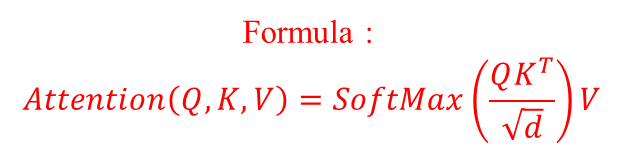 Formula :
Attention(Q, K, V) = SoftMax(QK^T / √d)V